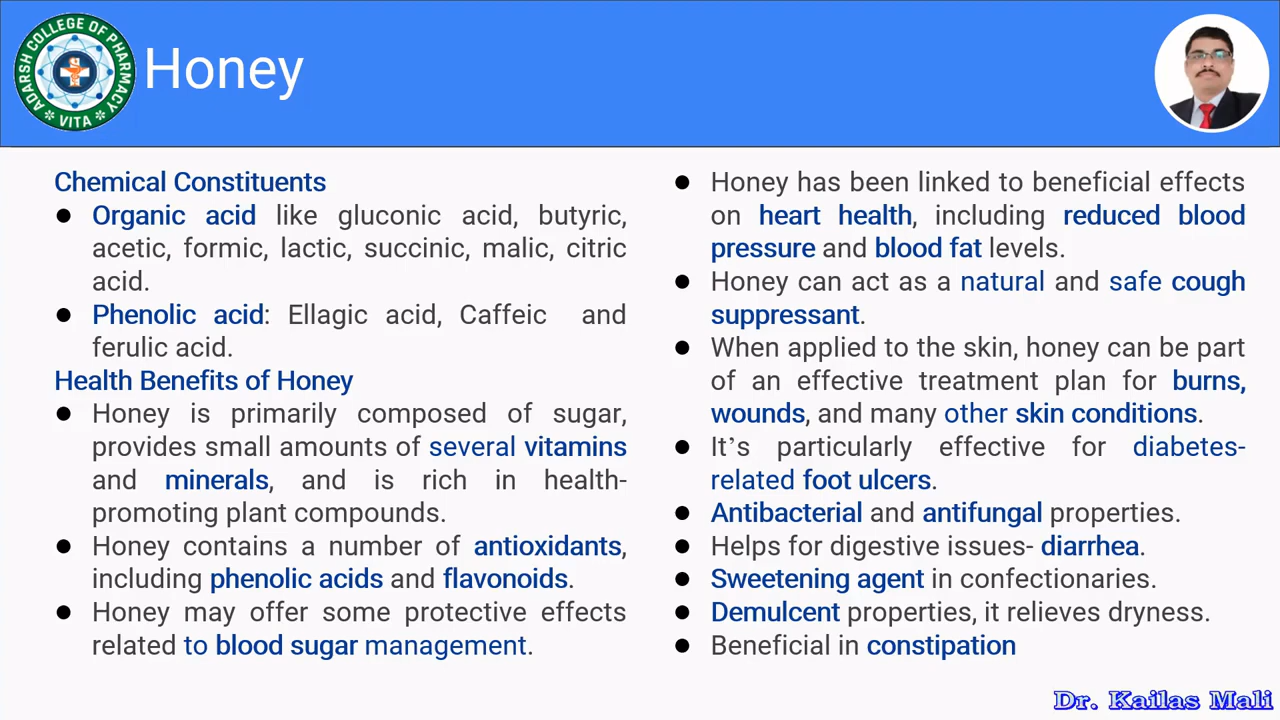 ADARSH COLLEGE OF PHARMACY
VITA
Honey
Chemical Constituents
● Organic acid like gluconic acid, butyric,
acetic, formic, lactic, succinic, malic, citric
acid.
● Phenolic acid: Ellagic acid, Caffeic and
ferulic acid.
Health Benefits of Honey
● Honey is primarily composed of sugar,
provides small amounts of several vitamins
and minerals, and is rich in health-
promoting plant compounds.
● Honey contains a number of antioxidants,
including phenolic acids and flavonoids.
● Honey may offer some protective effects
related to blood sugar management.
● Honey has been linked to beneficial effects
on heart health, including reduced blood
pressure and blood fat levels.
● Honey can act as a natural and safe cough
suppressant.
● When applied to the skin, honey can be part
of an effective treatment plan for burns,
wounds, and many other skin conditions.
● It’s particularly effective for diabetes-
related foot ulcers.
● Antibacterial and antifungal properties.
● Helps for digestive issues- diarrhea.
● Sweetening agent in confectionaries.
● Demulcent properties, it relieves dryness.
● Beneficial in constipation
Dr. Kailas Mali